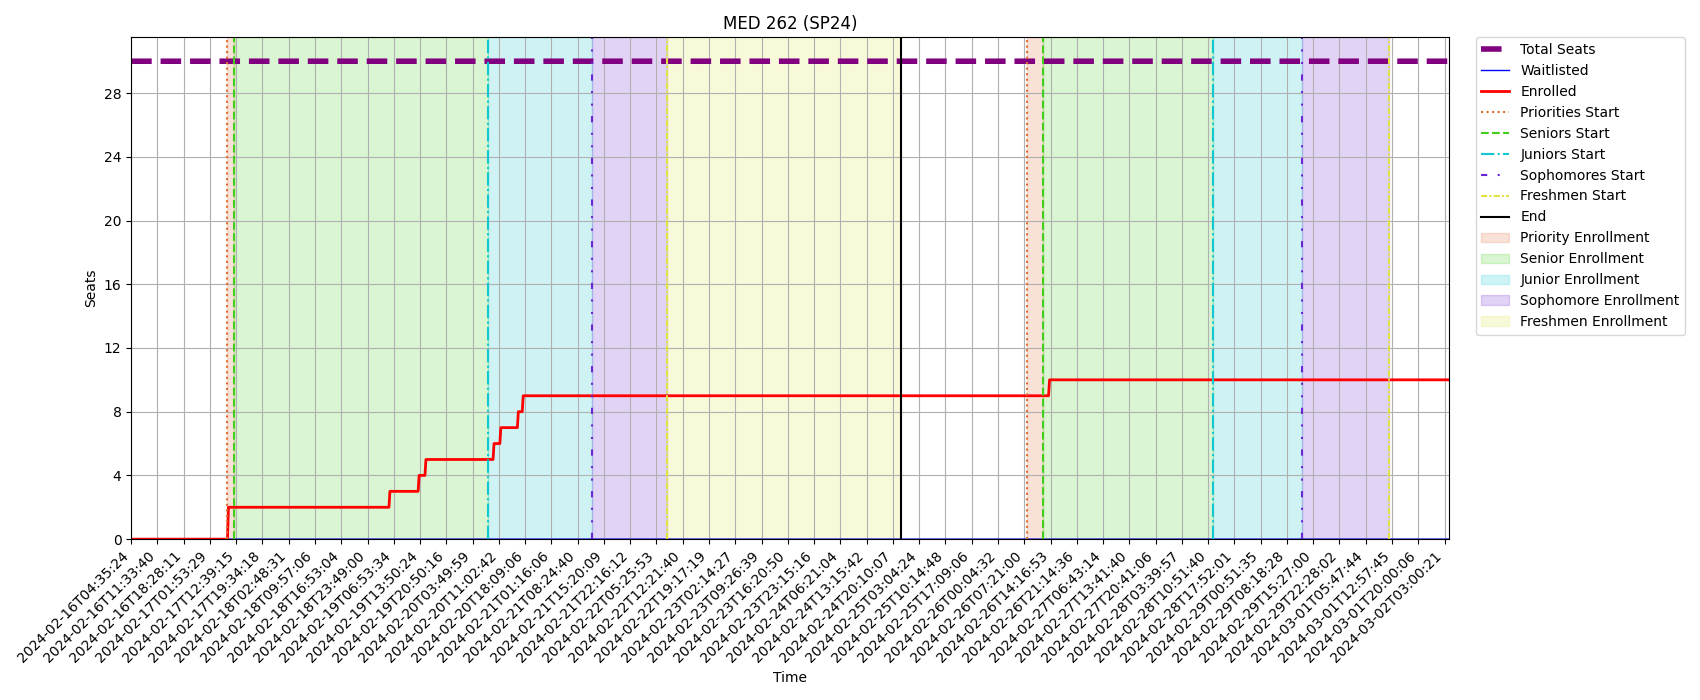 MED 262 (SP24)
Seats
28
24
20
16
12
8
4
0
2024-02-16T04:35:24
2024-02-16T11:33:40
2024-02-16T18:28:11
2024-02-17T01:53:29
2024-02-17T12:39:15
2024-02-17T19:34:18
2024-02-18T02:48:31
2024-02-18T09:57:06
2024-02-18T16:53:04
2024-02-18T23:49:00
2024-02-19T06:53:34
2024-02-19T13:50:24
2024-02-19T20:50:16
2024-02-20T03:49:59
2024-02-20T11:02:42
2024-02-20T18:09:06
2024-02-21T01:16:06
2024-02-21T08:24:40
2024-02-21T15:20:09
2024-02-21T22:16:12
2024-02-22T05:25:53
2024-02-22T12:21:40
2024-02-22T19:17:19
2024-02-23T02:14:27
2024-02-23T09:26:39
2024-02-23T16:20:50
2024-02-23T23:15:16
2024-02-24T06:21:04
2024-02-24T13:15:42
2024-02-24T20:10:07
2024-02-25T03:04:24
2024-02-25T10:14:48
2024-02-25T17:09:06
2024-02-26T00:04:32
2024-02-26T07:21:00
2024-02-26T14:16:53
2024-02-26T21:14:36
2024-02-27T06:43:14
2024-02-27T13:41:40
2024-02-27T20:41:06
2024-02-28T03:39:57
2024-02-28T10:51:40
2024-02-28T17:52:01
2024-02-29T00:51:35
2024-02-29T08:18:28
2024-02-29T15:27:00
2024-02-29T22:28:02
2024-03-01T05:47:44
2024-03-01T12:57:45
2024-03-01T20:00:06
2024-03-02T03:00:21
Time
Total Seats
Waitlisted
Enrolled
Priorities Start
Seniors Start
Juniors Start
Sophomores Start
Freshmen Start
End
Priority Enrollment
Senior Enrollment
Junior Enrollment
Sophomore Enrollment
Freshmen Enrollment